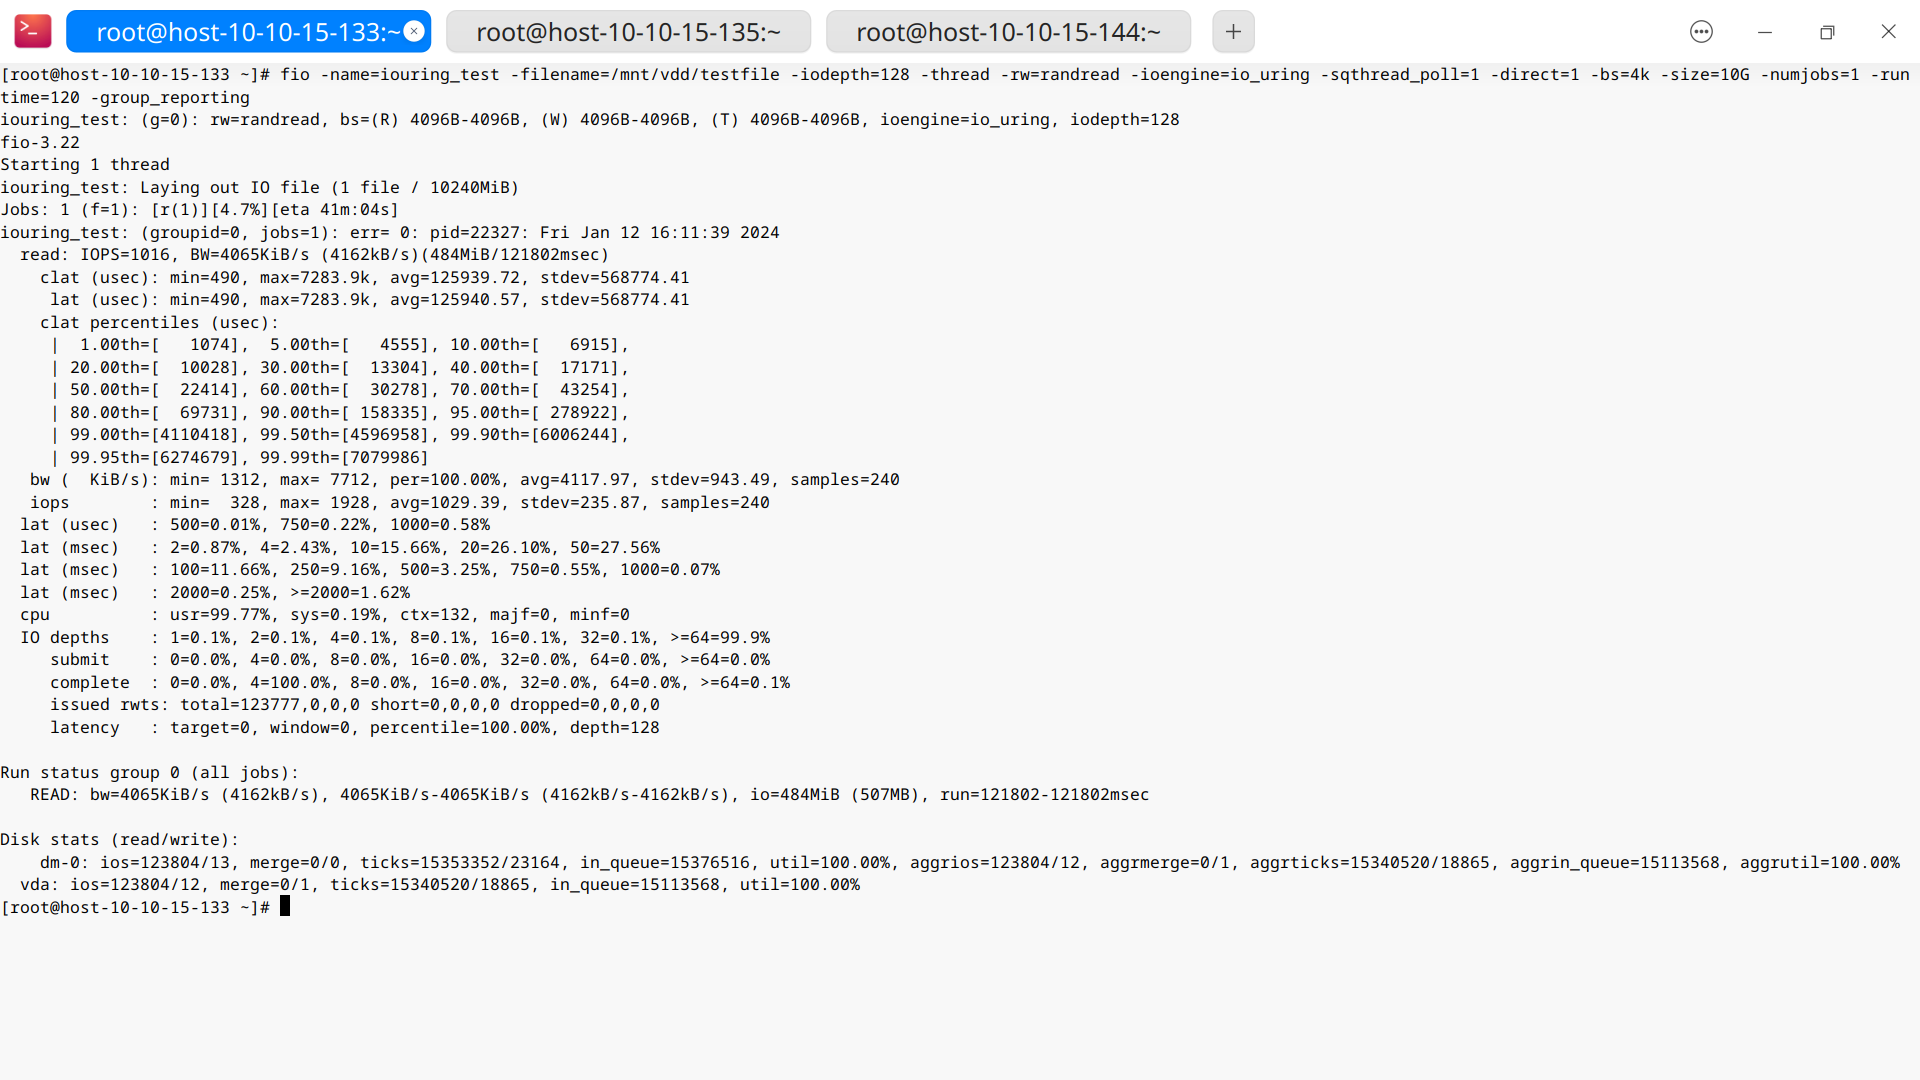 root@host-10-10-15-133:~
root@host-10-10-15-135:~
root@host-10-10-15-144:~
[root@host-10-10-15-133 ~]# fio -name=iouring_test -filename=/mnt/vdd/testfile -iodepth=128 -thread -rw=randread -ioengine=io_uring -sqthread_poll=1 -direct=1 -bs=4k -size=10G -numjobs=1 -run
time=120 -group_reporting
iouring_test: (g=0): rw=randread, bs=(R) 4096B-4096B, (W) 4096B-4096B, (T) 4096B-4096B, ioengine=io_uring, iodepth=128
fio-3.22
Starting 1 thread
iouring_test: Laying out IO file (1 file / 10240MiB)
Jobs: 1 (f=1): [r(1)][4.7%][eta 41m:04s]
iouring_test: (groupid=0, jobs=1): err= 0: pid=22327: Fri Jan 12 16:11:39 2024
  read: IOPS=1016, BW=4065KiB/s (4162kB/s)(484MiB/121802msec)
    clat (usec): min=490, max=7283.9k, avg=125939.72, stdev=568774.41
     lat (usec): min=490, max=7283.9k, avg=125940.57, stdev=568774.41
    clat percentiles (usec):
     |  1.00th=[   1074],  5.00th=[   4555], 10.00th=[   6915],
     | 20.00th=[  10028], 30.00th=[  13304], 40.00th=[  17171],
     | 50.00th=[  22414], 60.00th=[  30278], 70.00th=[  43254],
     | 80.00th=[  69731], 90.00th=[ 158335], 95.00th=[ 278922],
     | 99.00th=[4110418], 99.50th=[4596958], 99.90th=[6006244],
     | 99.95th=[6274679], 99.99th=[7079986]
   bw (  KiB/s): min= 1312, max= 7712, per=100.00%, avg=4117.97, stdev=943.49, samples=240
   iops        : min=  328, max= 1928, avg=1029.39, stdev=235.87, samples=240
  lat (usec)   : 500=0.01%, 750=0.22%, 1000=0.58%
  lat (msec)   : 2=0.87%, 4=2.43%, 10=15.66%, 20=26.10%, 50=27.56%
  lat (msec)   : 100=11.66%, 250=9.16%, 500=3.25%, 750=0.55%, 1000=0.07%
  lat (msec)   : 2000=0.25%, >=2000=1.62%
  cpu          : usr=99.77%, sys=0.19%, ctx=132, majf=0, minf=0
  IO depths    : 1=0.1%, 2=0.1%, 4=0.1%, 8=0.1%, 16=0.1%, 32=0.1%, >=64=99.9%
     submit    : 0=0.0%, 4=0.0%, 8=0.0%, 16=0.0%, 32=0.0%, 64=0.0%, >=64=0.0%
     complete  : 0=0.0%, 4=100.0%, 8=0.0%, 16=0.0%, 32=0.0%, 64=0.0%, >=64=0.1%
     issued rwts: total=123777,0,0,0 short=0,0,0,0 dropped=0,0,0,0
     latency   : target=0, window=0, percentile=100.00%, depth=128
Run status group 0 (all jobs):
   READ: bw=4065KiB/s (4162kB/s), 4065KiB/s-4065KiB/s (4162kB/s-4162kB/s), io=484MiB (507MB), run=121802-121802msec
Disk stats (read/write):
    dm-0: ios=123804/13, merge=0/0, ticks=15353352/23164, in_queue=15376516, util=100.00%, aggrios=123804/12, aggrmerge=0/1, aggrticks=15340520/18865, aggrin_queue=15113568, aggrutil=100.00%
  vda: ios=123804/12, merge=0/1, ticks=15340520/18865, in_queue=15113568, util=100.00%
[root@host-10-10-15-133 ~]#